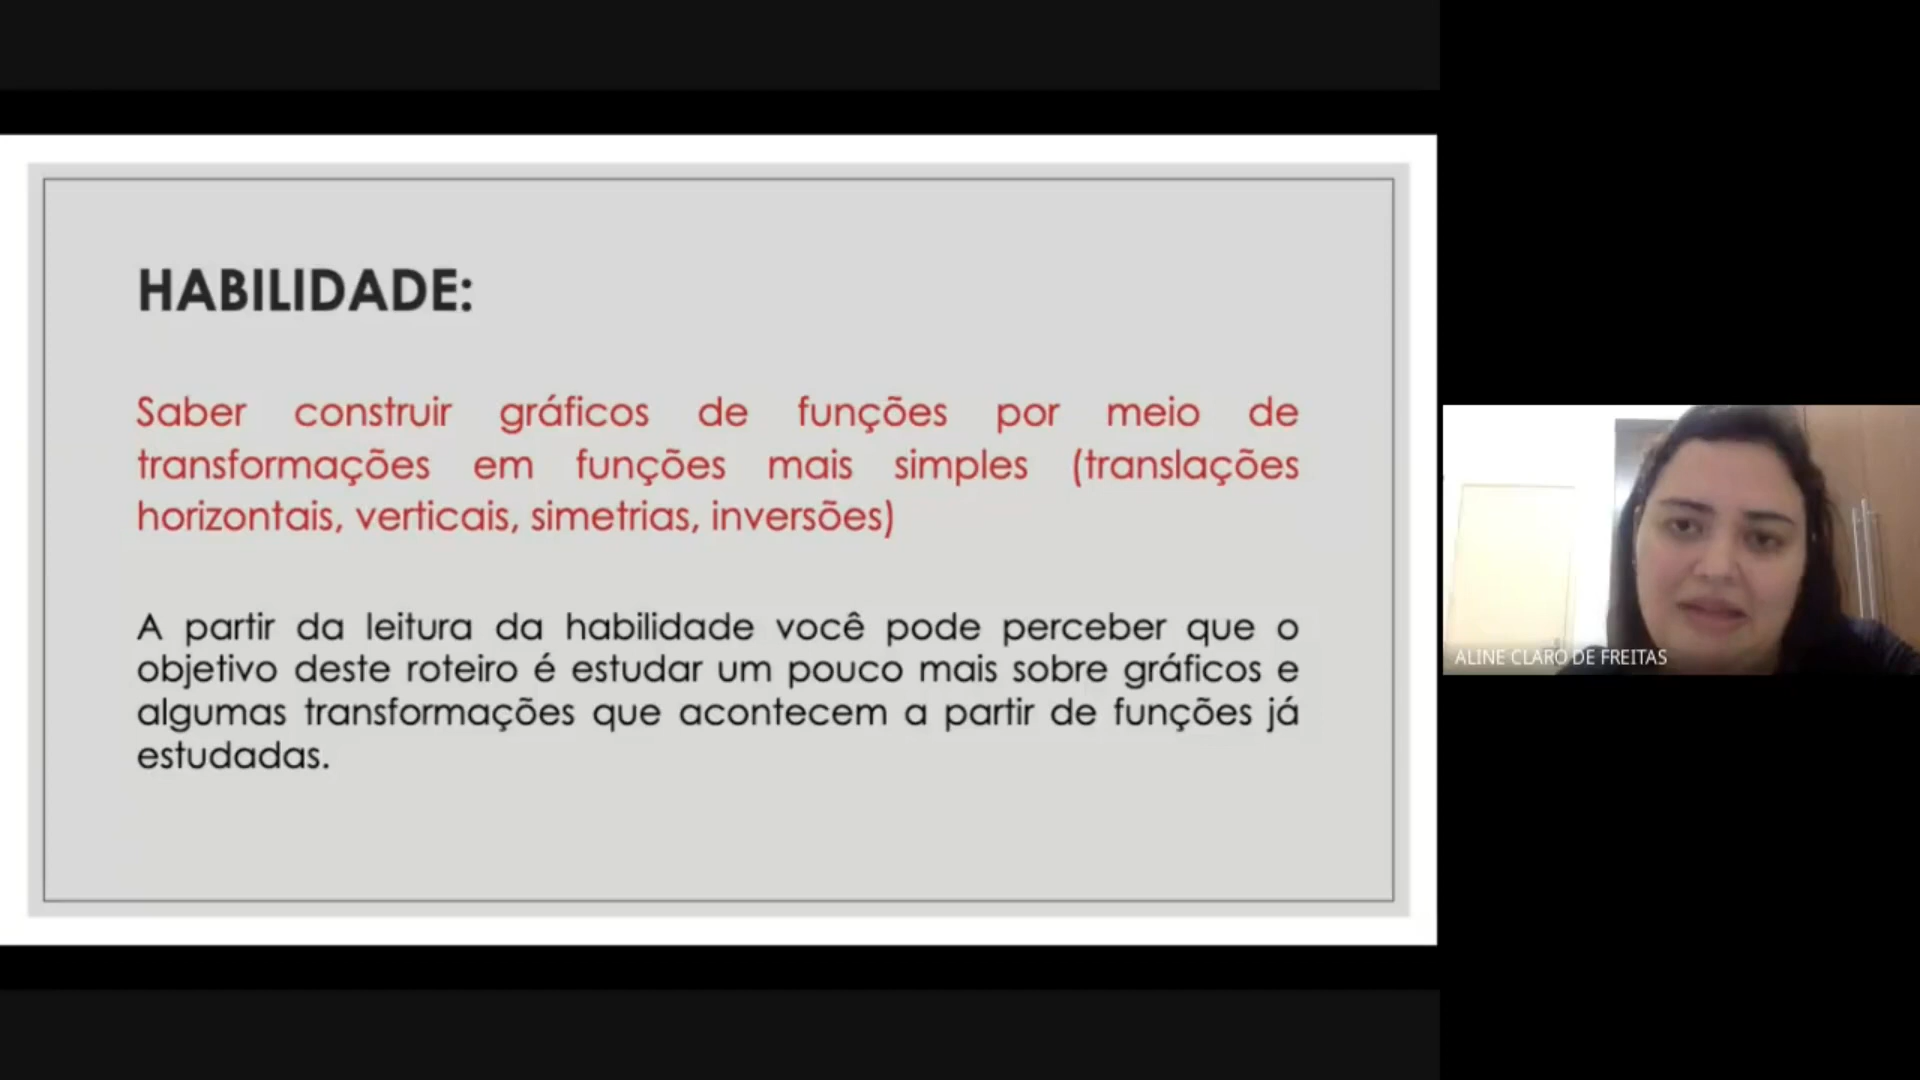 HABILIDADE:
Saber construir gráficos de funções por meio de
transformações em funções mais simples (translações
horizontais, verticais, simetrias, inversões)
A partir da leitura da habilidade você pode perceber que o
objetivo deste roteiro é estudar um pouco mais sobre gráficos e
algumas transformações que acontecem a partir de funções já
estudadas.
ALINE CLARO DE FREITAS